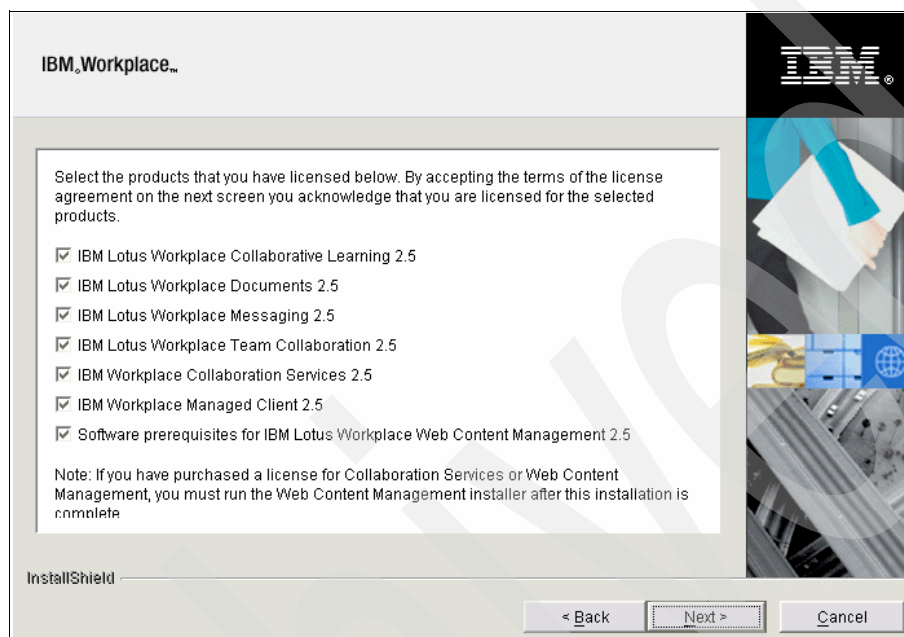 IBM Workplace™
IBM®
Select the products that you have licensed below. By accepting the terms of the license
agreement on the next screen you acknowledge that you are licensed for the selected
products.
IBM Lotus Workplace Collaborative Learning 2.5
IBM Lotus Workplace Documents 2.5
IBM Lotus Workplace Messaging 2.5
IBM Lotus Workplace Team Collaboration 2.5
IBM Workplace Collaboration Services 2.5
IBM Workplace Managed Client 2.5
Software prerequisites for IBM Lotus Workplace Web Content Management 2.5
Note: If you have purchased a license for Collaboration Services or Web Content
Management, you must run the Web Content Management installer after this installation is
complete
InstallShield
< Back
Next >
Cancel